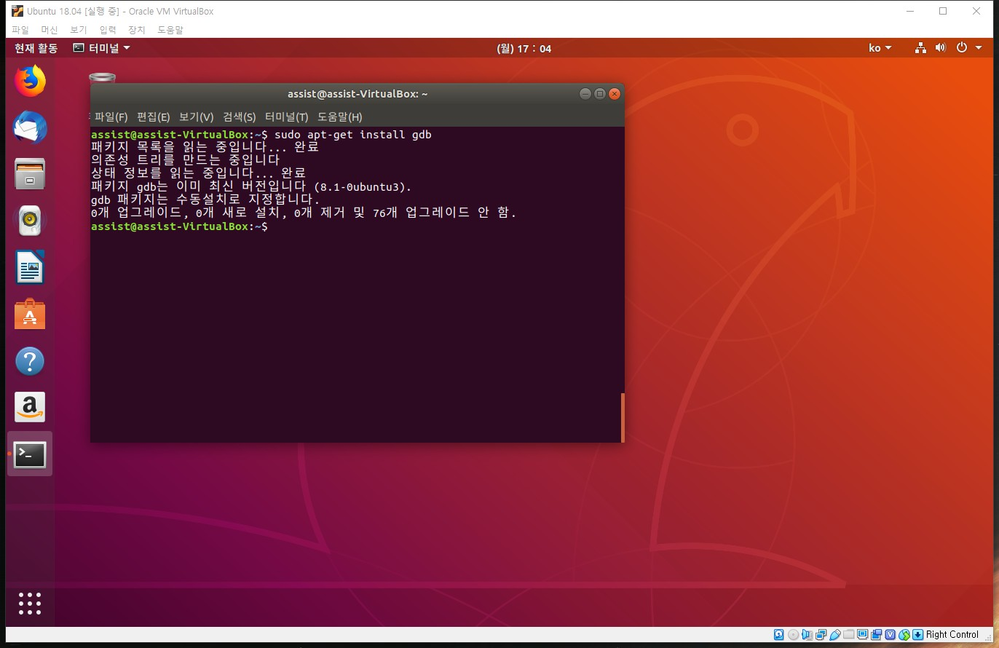 Ubuntu 18.04 [실행 중] - Oracle VM VirtualBox
파일 머신 보기 입력 장치 도움말
현재 활동 터미널 (월) 17 : 04 ko
assist@assist-VirtualBox: ~
파일(F) 편집(E) 보기(V) 검색(S) 터미널(T) 도움말(H)
assist@assist-VirtualBox:~$ sudo apt-get install gdb
패키지 목록을 읽는 중입니다... 완료
의존성 트리를 만드는 중입니다
상태 정보를 읽는 중입니다... 완료
패키지 gdb는 이미 최신 버전입니다 (8.1-0ubuntu3).
gdb 패키지는 수동설치로 지정합니다.
0개 업그레이드, 0개 새로 설치, 0개 제거 및 76개 업그레이드 안 함.
assist@assist-VirtualBox:~$
Right Control